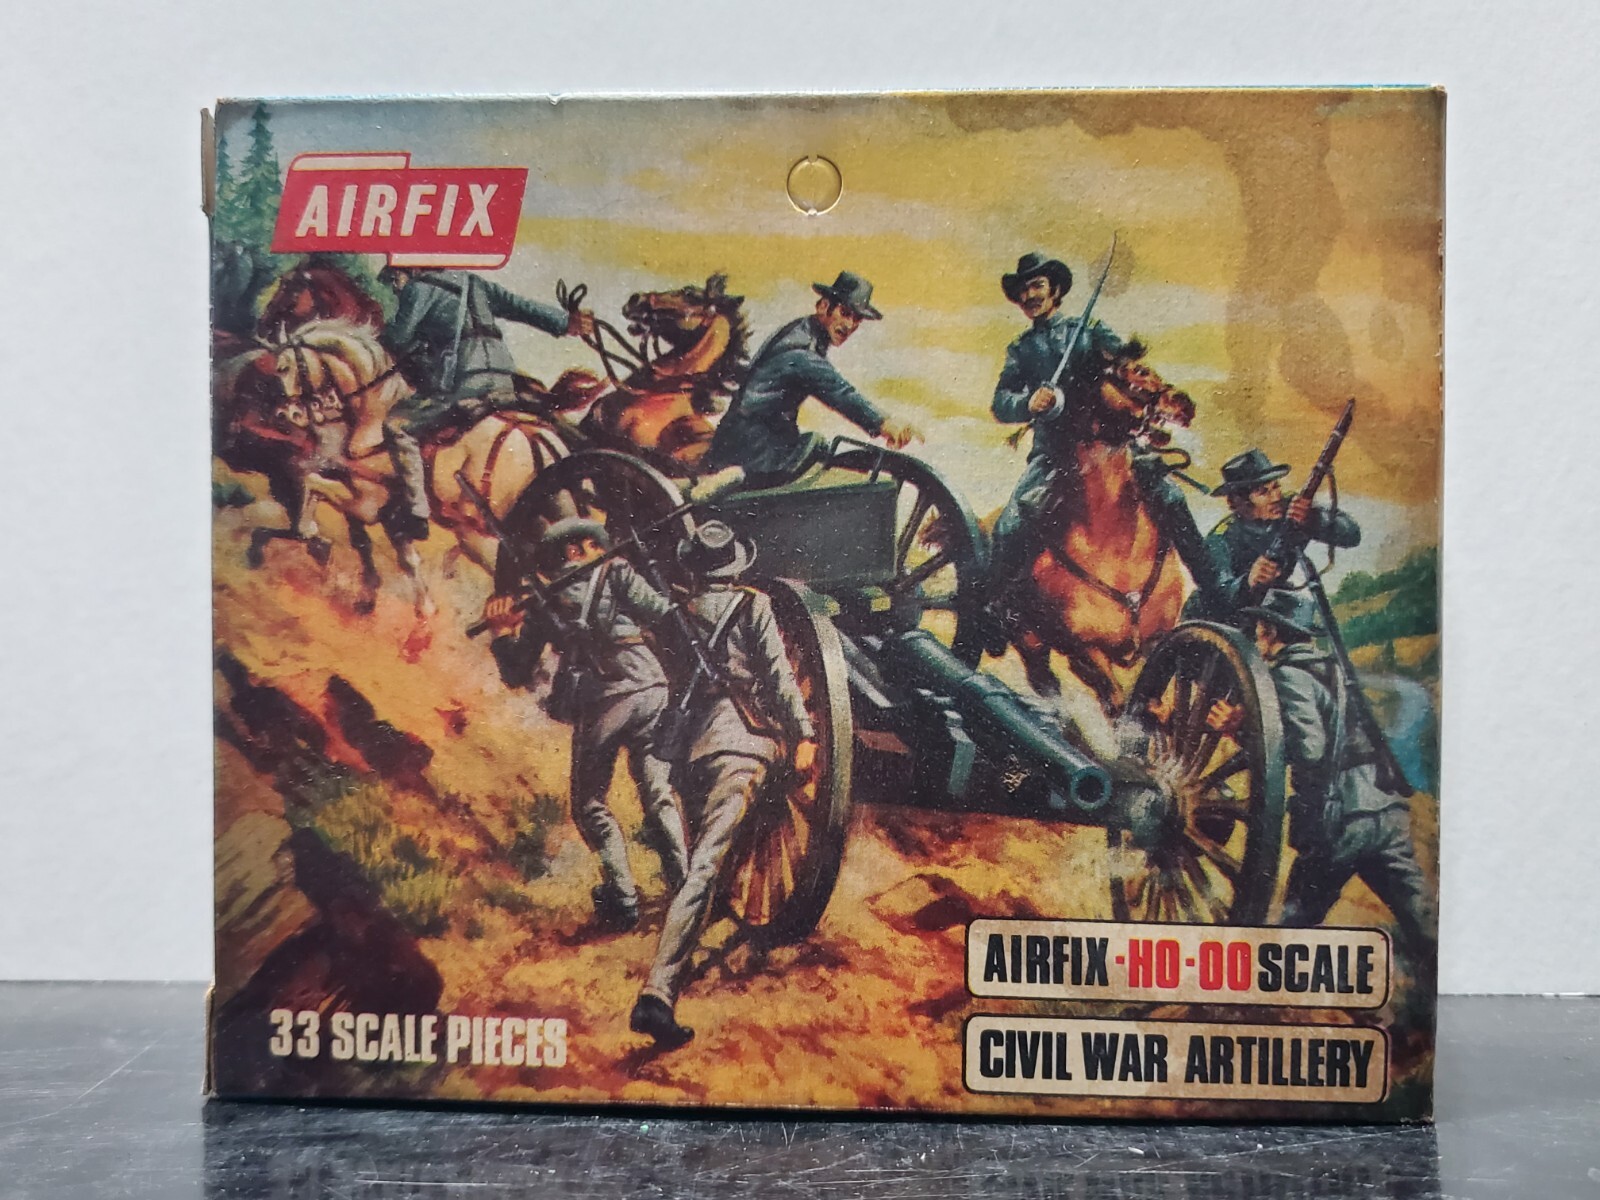 AIRFIX
33 SCALE PIECES
AIRFIX·HO·OO SCALE
CIVIL WAR ARTILLERY